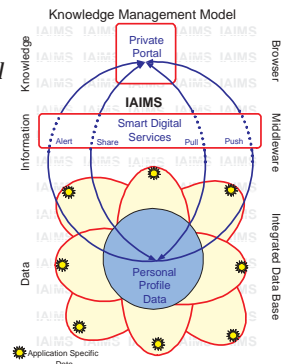 Knowledge Management Model
Knowledge
Private
Portal
Browser
IAIMS
Information
Smart Digital
Services
Alert
Share
Pull
Push
Middleware
Data
Personal
Profile
Data
Integrated Data Base
Application Specific
Data